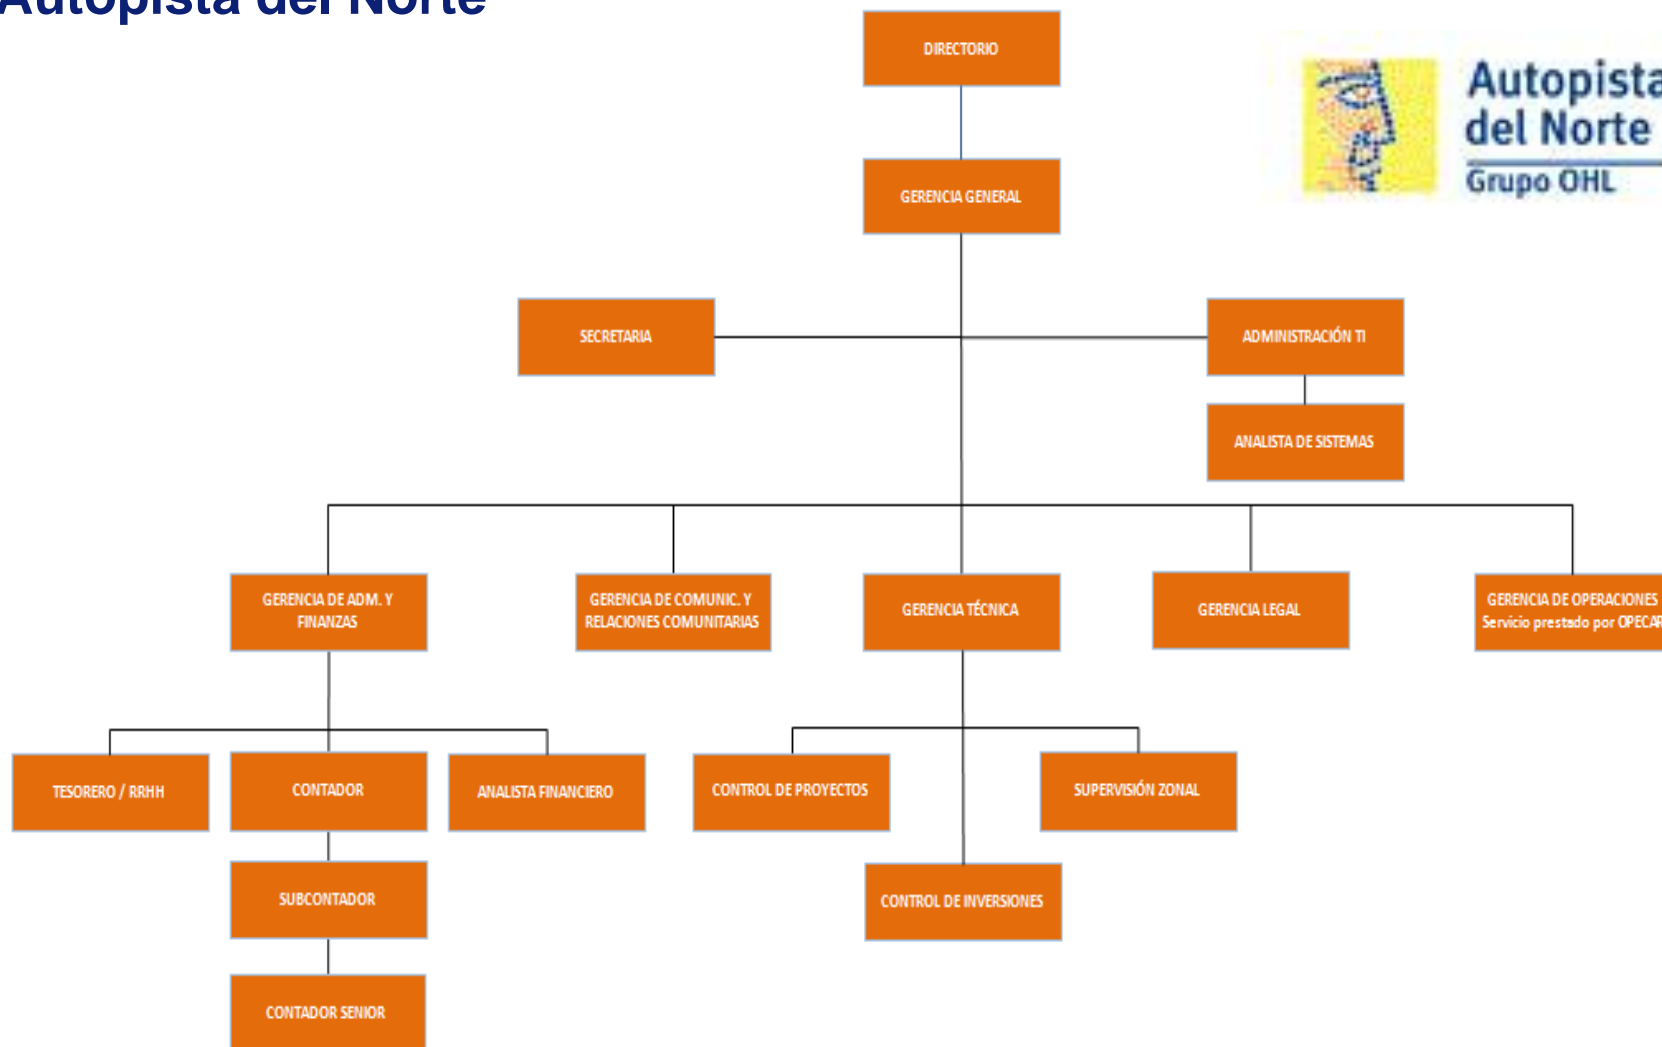 Autopista del Norte
DIRECTORIO
Autopista
del Norte
Grupo OHL
GERENCIA GENERAL
SECRETARIA
ADMINISTRACIÓN TI
ANALISTA DE SISTEMAS
GERENCIA DE ADM. Y
FINANZAS
GERENCIA DE COMUNIC. Y
RELACIONES COMUNITARIAS
GERENCIA TÉCNICA
GERENCIA LEGAL
GERENCIA DE OPERACIONES
Servicio prestado por OPECAR
TESORERO / RRHH
CONTADOR
ANALISTA FINANCIERO
CONTROL DE PROYECTOS
SUPERVISIÓN ZONAL
SUBCONTADOR
CONTROL DE INVERSIONES
CONTADOR SENIOR